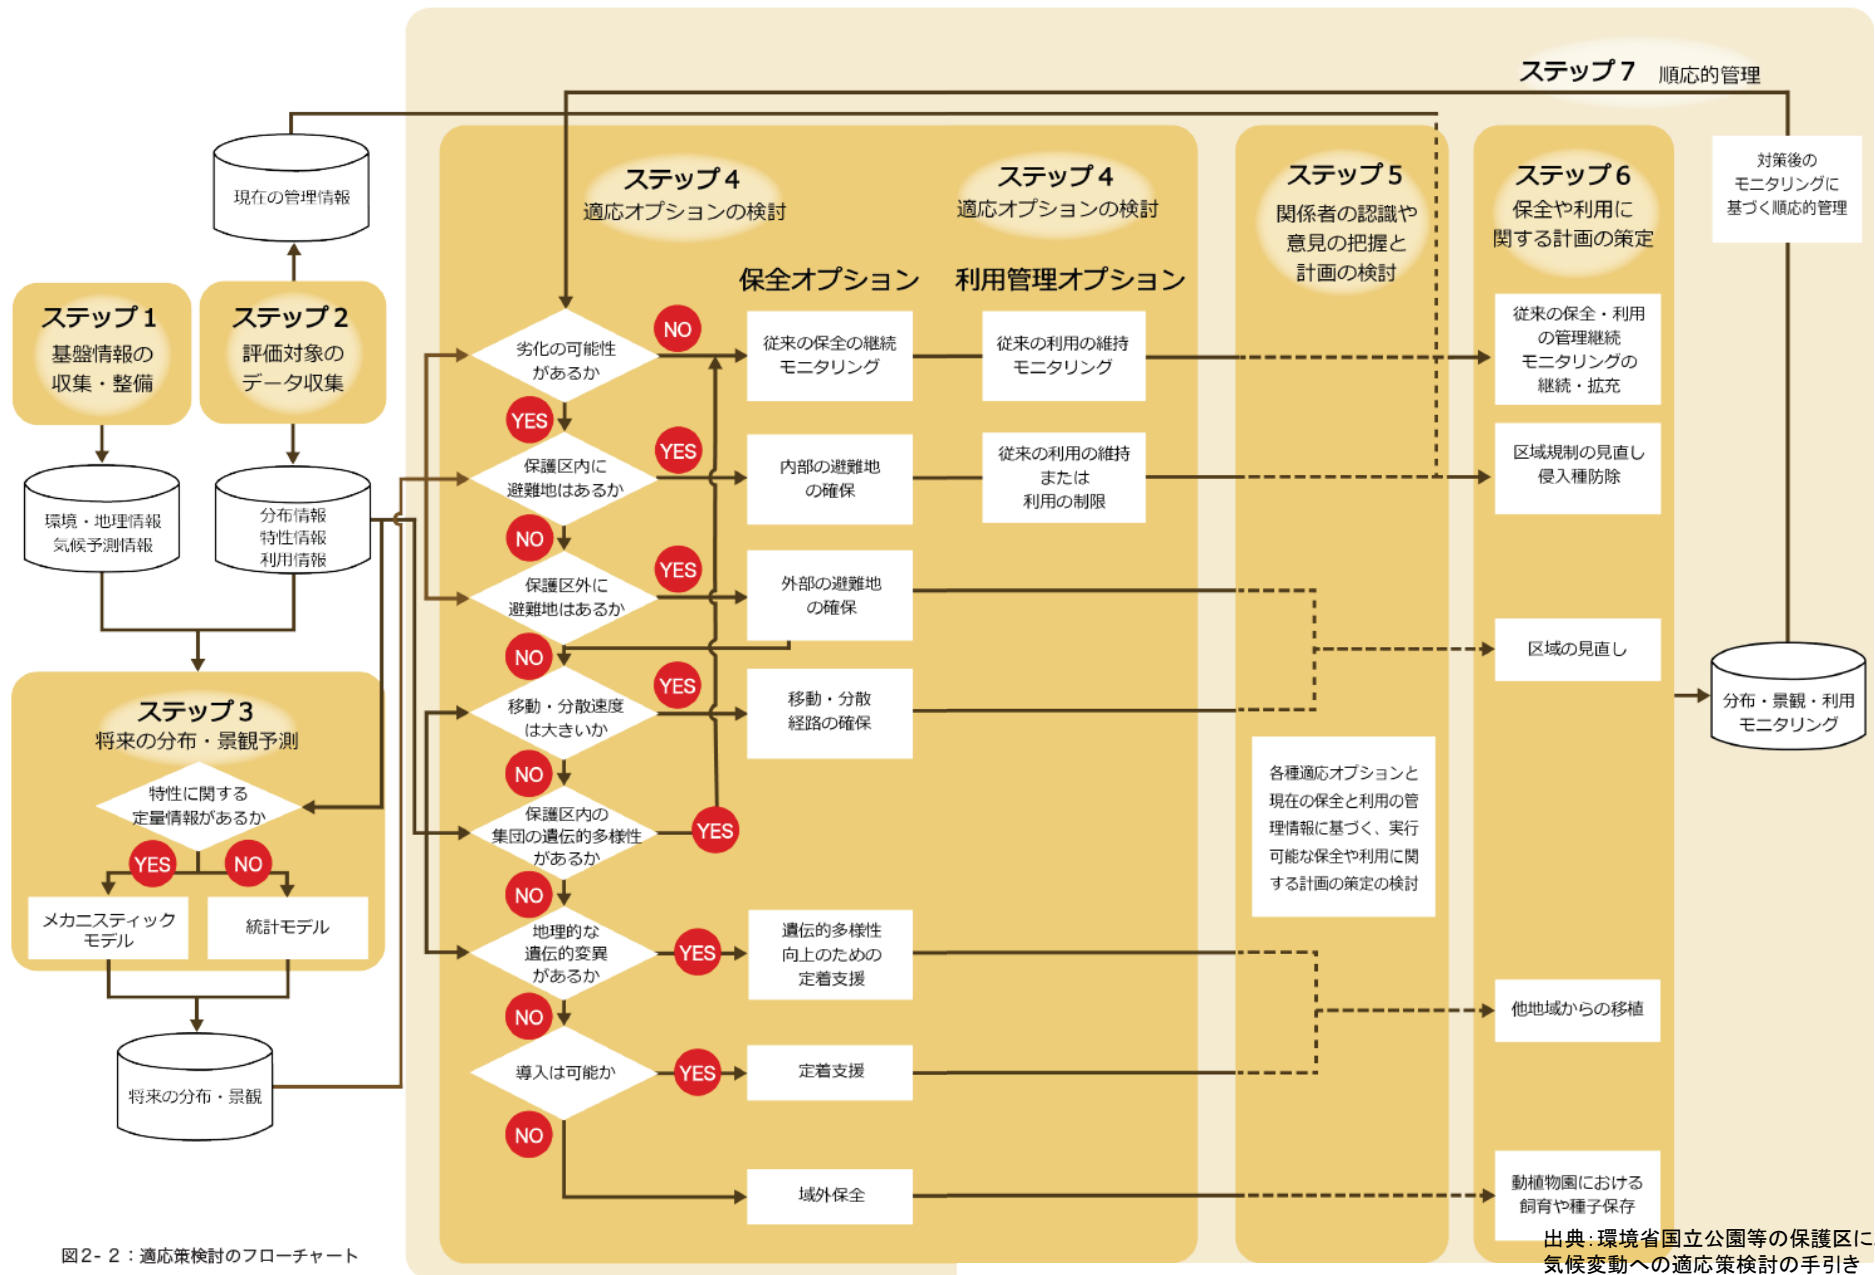 ステップ7 順応的管理
対策後の
モニタリングに
基づく順応的管理
現在の管理情報
ステップ1
基盤情報の
収集・整備
ステップ2
評価対象の
データ収集
環境・地理情報
気候予測情報
分布情報
特性情報
利用情報
ステップ3
将来の分布・景観予測
特性に関する
定量情報があるか
YES
NO
メカニスティック
モデル
統計モデル
将来の分布・景観
ステップ4
適応オプションの検討
ステップ4
適応オプションの検討
保全オプション
利用管理オプション
劣化の可能性
があるか
NO
従来の保全の継続
モニタリング
従来の利用の維持
モニタリング
YES
保護区内に
避難地はあるか
YES
内部の避難地
の確保
従来の利用の維持
または
利用の制限
NO
保護区外に
避難地はあるか
YES
外部の避難地
の確保
NO
移動・分散速度
は大きいか
YES
移動・分散
経路の確保
NO
保護区内の
集団の遺伝的多様性
があるか
YES
NO
地理的な
遺伝的変異
があるか
YES
遺伝的多様性
向上のための
定着支援
NO
導入は可能か
YES
定着支援
NO
域外保全
ステップ5
関係者の認識や
意見の把握と
計画の検討
各種適応オプションと
現在の保全と利用の管
理情報に基づく、実行
可能な保全や利用に関
する計画の策定の検討
ステップ6
保全や利用に
関する計画の策定
従来の保全・利用
の管理継続
モニタリングの
継続・拡充
区域規制の見直し
侵入種防除
区域の見直し
他地域からの移植
動植物園における
飼育や種子保存
分布・景観・利用
モニタリング
図2-2：適応策検討のフローチャート
出典：環境省国立公園等の保護区に
気候変動への適応策検討の手引き